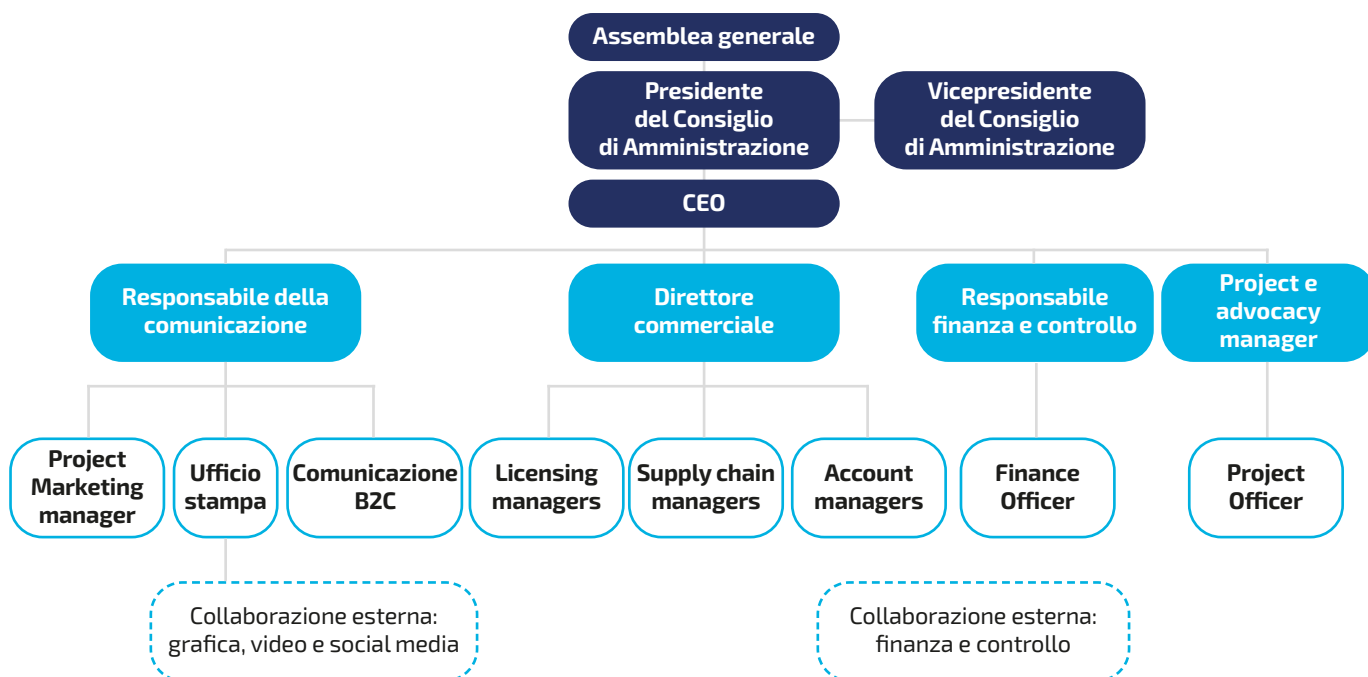 Assemblea generale
Presidente
del Consiglio
di Amministrazione
Vicepresidente
del Consiglio
di Amministrazione
CEO
Responsabile della
comunicazione
Direttore
commerciale
Responsabile
finanza e controllo
Project e
advocacy
manager
Project
Marketing
manager
Ufficio
stampa
Comunicazione
B2C
Licensing
managers
Supply chain
managers
Account
managers
Finance
Officer
Project
Officer
Collaborazione esterna:
grafica, video e social media
Collaborazione esterna:
finanza e controllo